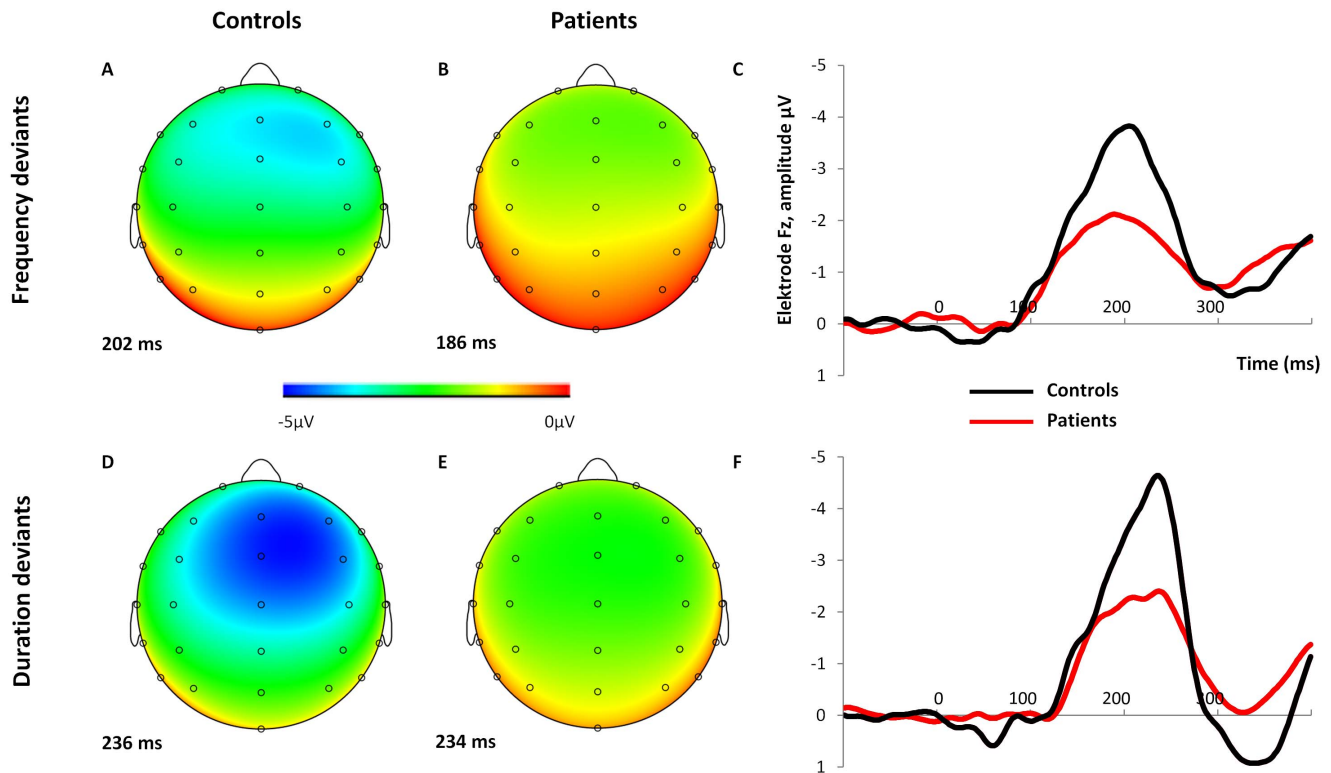 Controls
Patients
Frequency deviants
A
B
C
202 ms
186 ms
Elektrode Fz, amplitude µV
-5
-4
-3
-2
-1
0
1
0
100
200
300
Time (ms)
-5µV
0µV
Controls
Patients
Duration deviants
D
E
F
236 ms
234 ms
-5
-4
-3
-2
-1
0
1
0
100
200
300